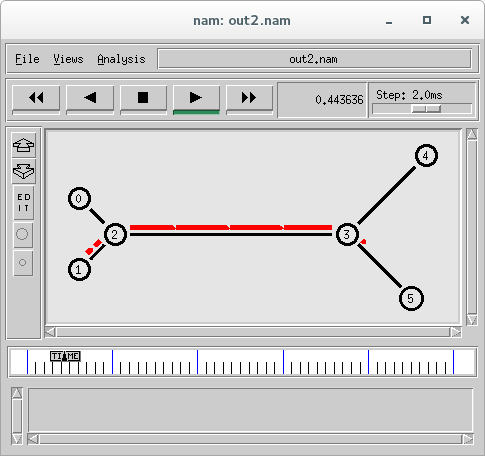 nam: out2.nam
File Views Analysis out2.nam
0.443636 Step: 2.0ms
ED
IT
4
0
2 3
1
5
TIME